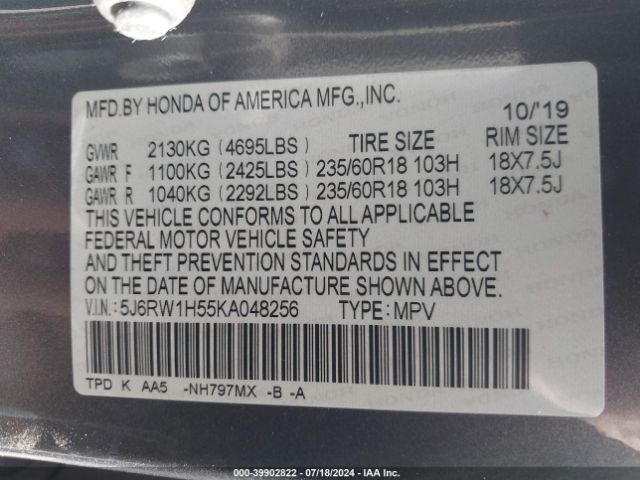 MFD.BY HONDA OF AMERICA MFG.,INC. 10/'19
GVWR 2130KG (4695LBS) TIRE SIZE RIM SIZE
GAWR F 1100KG (2425LBS) 235/60R18 103H 18X7.5J
GAWR R 1040KG (2292LBS) 235/60R18 103H 18X7.5J
THIS VEHICLE CONFORMS TO ALL APPLICABLE
FEDERAL MOTOR VEHICLE SAFETY
AND THEFT PREVENTION STANDARDS IN EFFECT
ON THE DATE OF MANUFACTURE SHOWN ABOVE.
V.I.N.: 5J6RW1H55KA048256 TYPE: MPV
TPD K AA5 -NH797MX -B -A
000-39902822 - 07/18/2024 - IAA Inc.